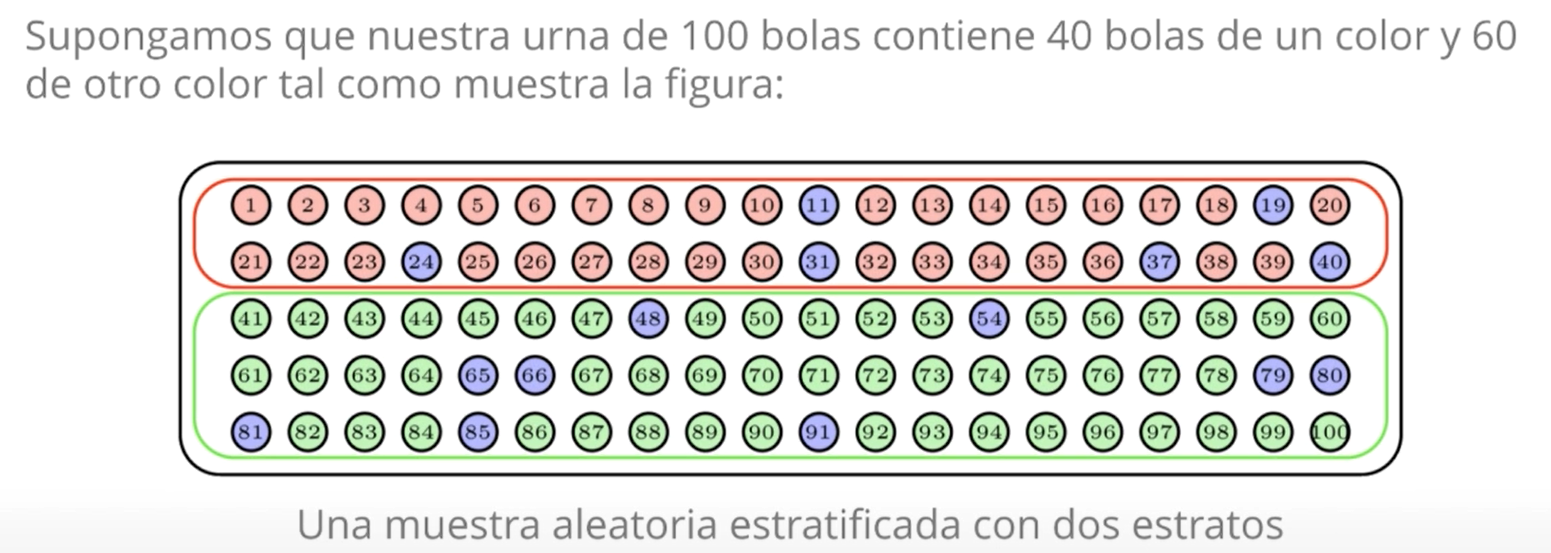 Supongamos que nuestra urna de 100 bolas contiene 40 bolas de un color y 60
de otro color tal como muestra la figura:
1 2 3 4 5 6 7 8 9 10 11 12 13 14 15 16 17 18 19 20
21 22 23 24 25 26 27 28 29 30 31 32 33 34 35 36 37 38 39 40
41 42 43 44 45 46 47 48 49 50 51 52 53 54 55 56 57 58 59 60
61 62 63 64 65 66 67 68 69 70 71 72 73 74 75 76 77 78 79 80
81 82 83 84 85 86 87 88 89 90 91 92 93 94 95 96 97 98 99 100
Una muestra aleatoria estratificada con dos estratos